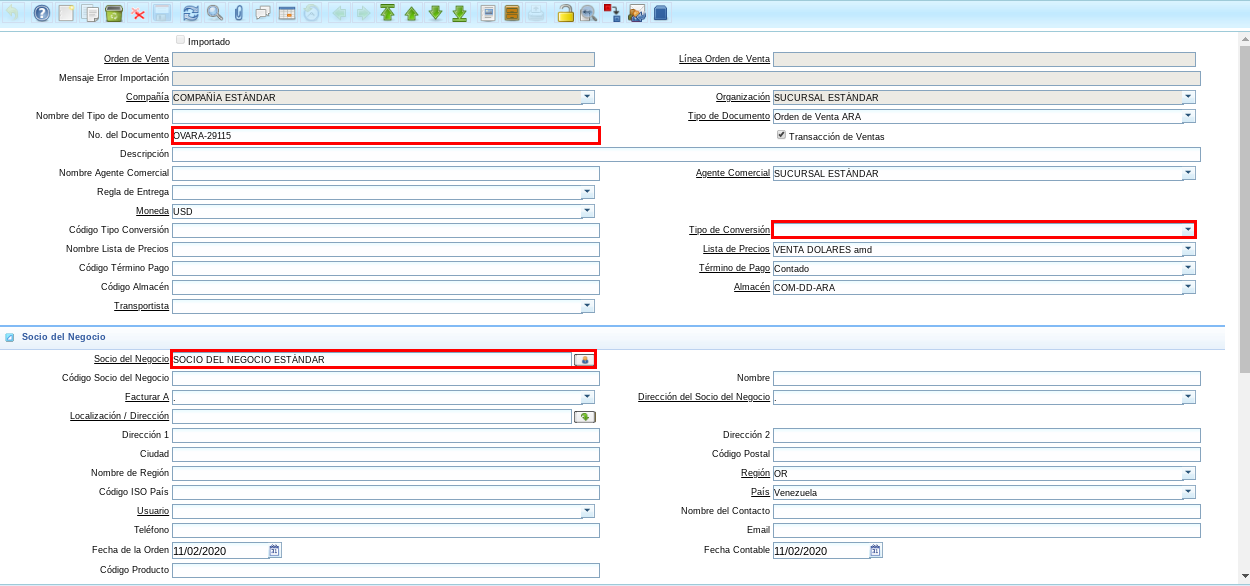 Importado
Orden de Venta Línea Orden de Venta
Mensaje Error Importación
Compañía COMPAÑÍA ESTÁNDAR Organización SUCURSAL ESTÁNDAR
Nombre del Tipo de Documento Tipo de Documento Orden de Venta ARA
No. del Documento OVARA-29115 Transacción de Ventas
Descripción
Nombre Agente Comercial Agente Comercial SUCURSAL ESTÁNDAR
Regla de Entrega
Moneda USD
Código Tipo Conversión Tipo de Conversión
Nombre Lista de Precios Lista de Precios VENTA DOLARES amd
Código Término Pago Término de Pago Contado
Código Almacén Almacén COM-DD-ARA
Transportista
Socio del Negocio
Socio del Negocio SOCIO DEL NEGOCIO ESTÁNDAR
Código Socio del Negocio Nombre
Facturar A . Dirección del Socio del Negocio .
Localización / Dirección
Dirección 1 Dirección 2
Ciudad Código Postal
Nombre de Región Región OR
Código ISO País País Venezuela
Usuario Nombre del Contacto
Teléfono Email
Fecha de la Orden 11/02/2020 31 Fecha Contable 11/02/2020 31
Código Producto